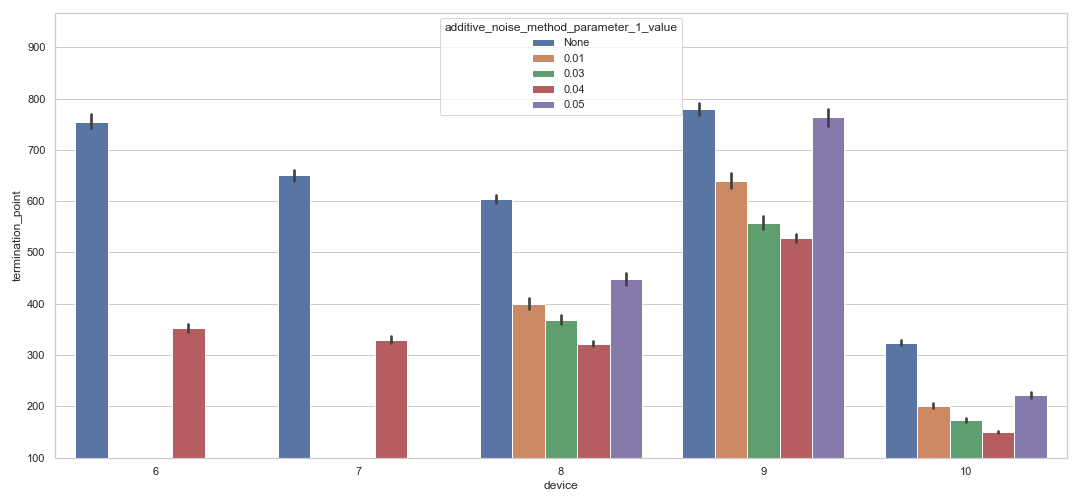 additive_noise_method_parameter_1_value
None
0.01
0.03
0.04
0.05
termination_point
900
800
700
600
500
400
300
200
100
6 7 8 9 10
device